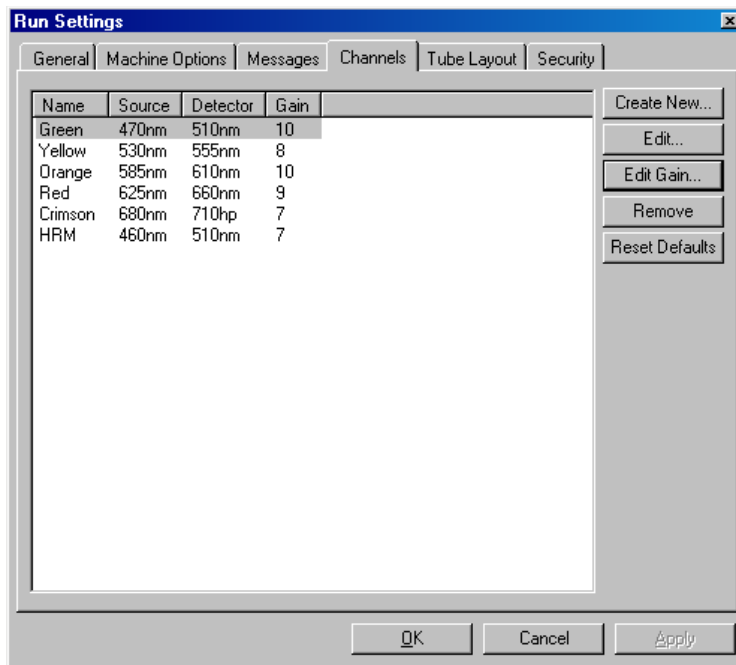 Run Settings
General Machine Options Messages Channels Tube Layout Security
Name Source Detector Gain
Green 470nm 510nm 10
Yellow 530nm 555nm 8
Orange 585nm 610nm 10
Red 625nm 660nm 9
Crimson 680nm 710hp 7
HRM 460nm 510nm 7
Create New...
Edit...
Edit Gain...
Remove
Reset Defaults
OK Cancel Apply